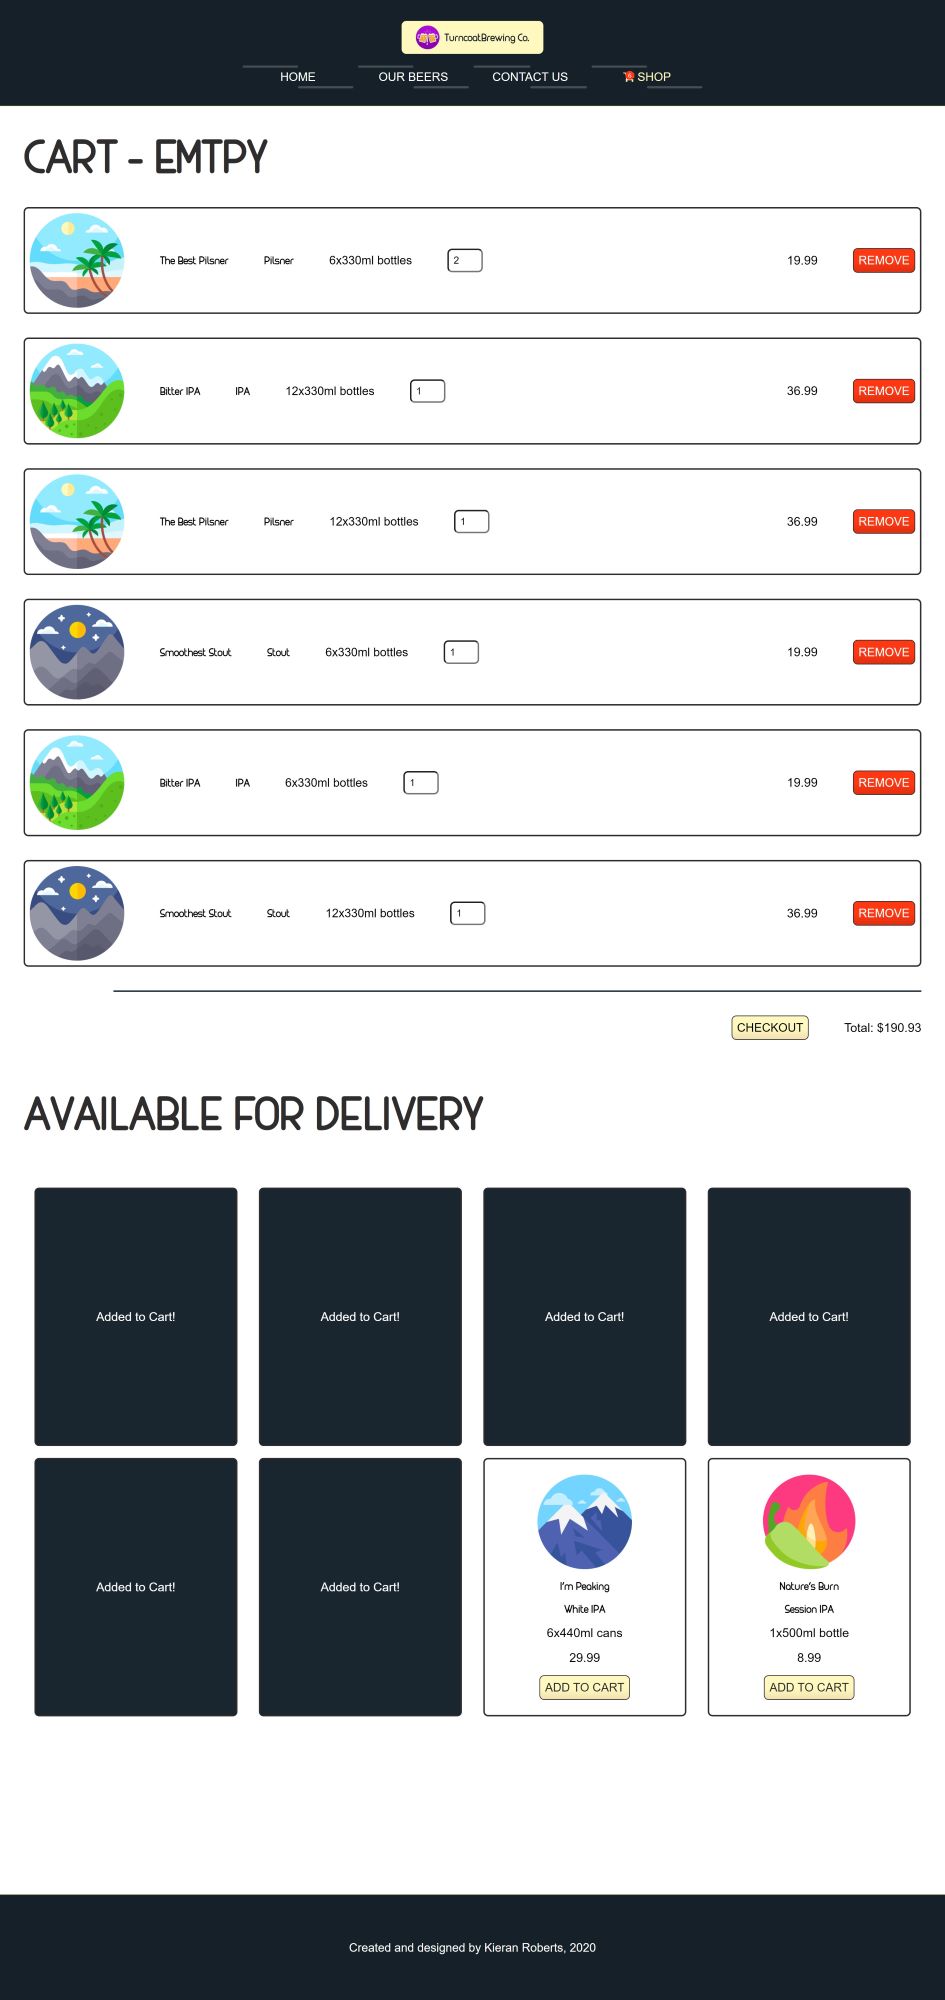 TurncoatBrewing Co.
HOME OUR BEERS CONTACT US SHOP
CART - EMTPY
The Best Pilsner Pilsner 6x330ml bottles 2 19.99 REMOVE
Bitter IPA IPA 12x330ml bottles 1 36.99 REMOVE
The Best Pilsner Pilsner 12x330ml bottles 1 36.99 REMOVE
Smoothest Stout Stout 6x330ml bottles 1 19.99 REMOVE
Bitter IPA IPA 6x330ml bottles 1 19.99 REMOVE
Smoothest Stout Stout 12x330ml bottles 1 36.99 REMOVE
CHECKOUT Total: $190.93
AVAILABLE FOR DELIVERY
Added to Cart! Added to Cart! Added to Cart! Added to Cart!
Added to Cart! Added to Cart!
I'm Peaking
White IPA
6x440ml cans
29.99
ADD TO CART
Nature's Burn
Session IPA
1x500ml bottle
8.99
ADD TO CART
Created and designed by Kieran Roberts, 2020